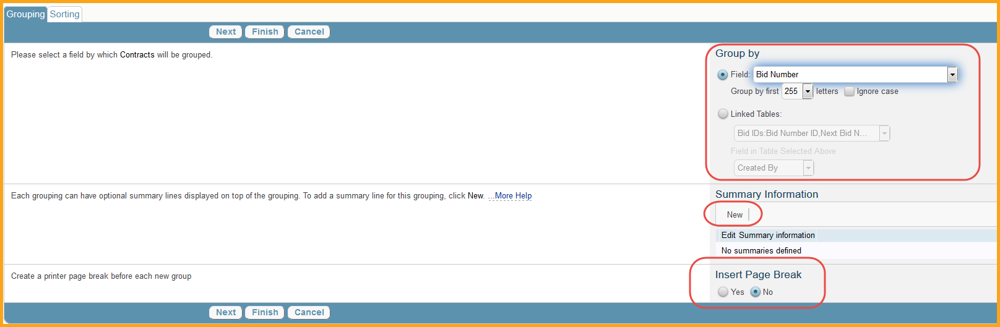 Grouping Sorting
Next Finish Cancel
Please select a field by which Contracts will be grouped.
Group by
Field: Bid Number
Group by first 255 letters Ignore case
Linked Tables:
Bid IDs:Bid Number ID,Next Bid N...
Field in Table Selected Above
Created By
Each grouping can have optional summary lines displayed on top of the grouping. To add a summary line for this grouping, click New. ...More Help
Summary Information
New
Edit Summary information
No summaries defined
Create a printer page break before each new group
Insert Page Break
Yes No
Next Finish Cancel